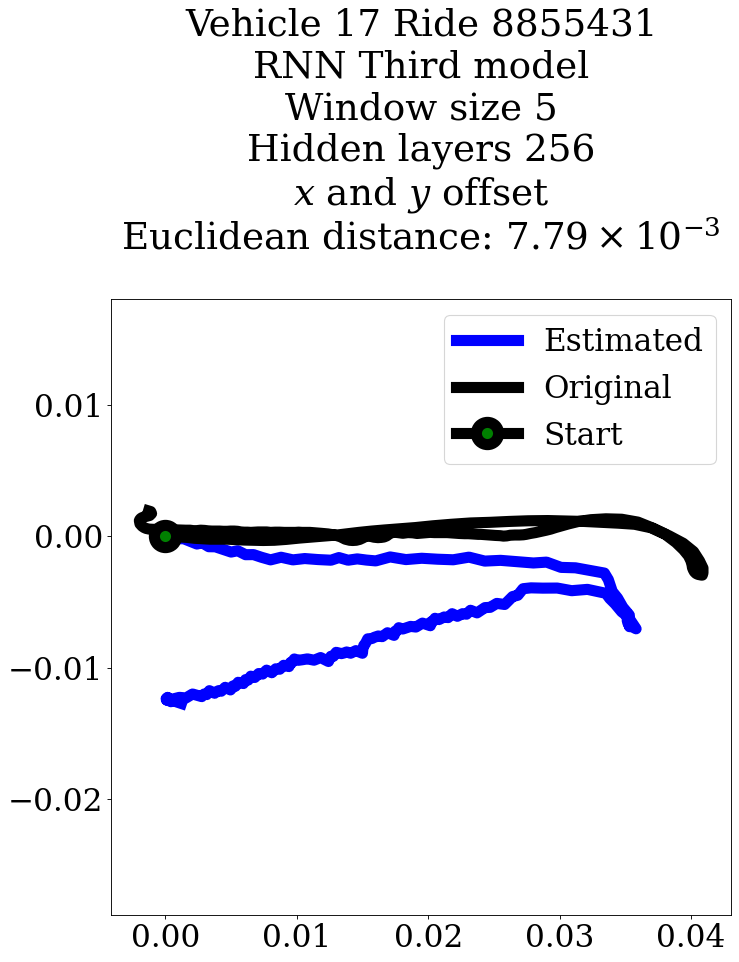 Vehicle 17 Ride 8855431
RNN Third model
Window size 5
Hidden layers 256
x and y offset
Euclidean distance: 7.79 × 10⁻³
Estimated
Original
Start
0.01
0.00
−0.01
−0.02
0.00 0.01 0.02 0.03 0.04